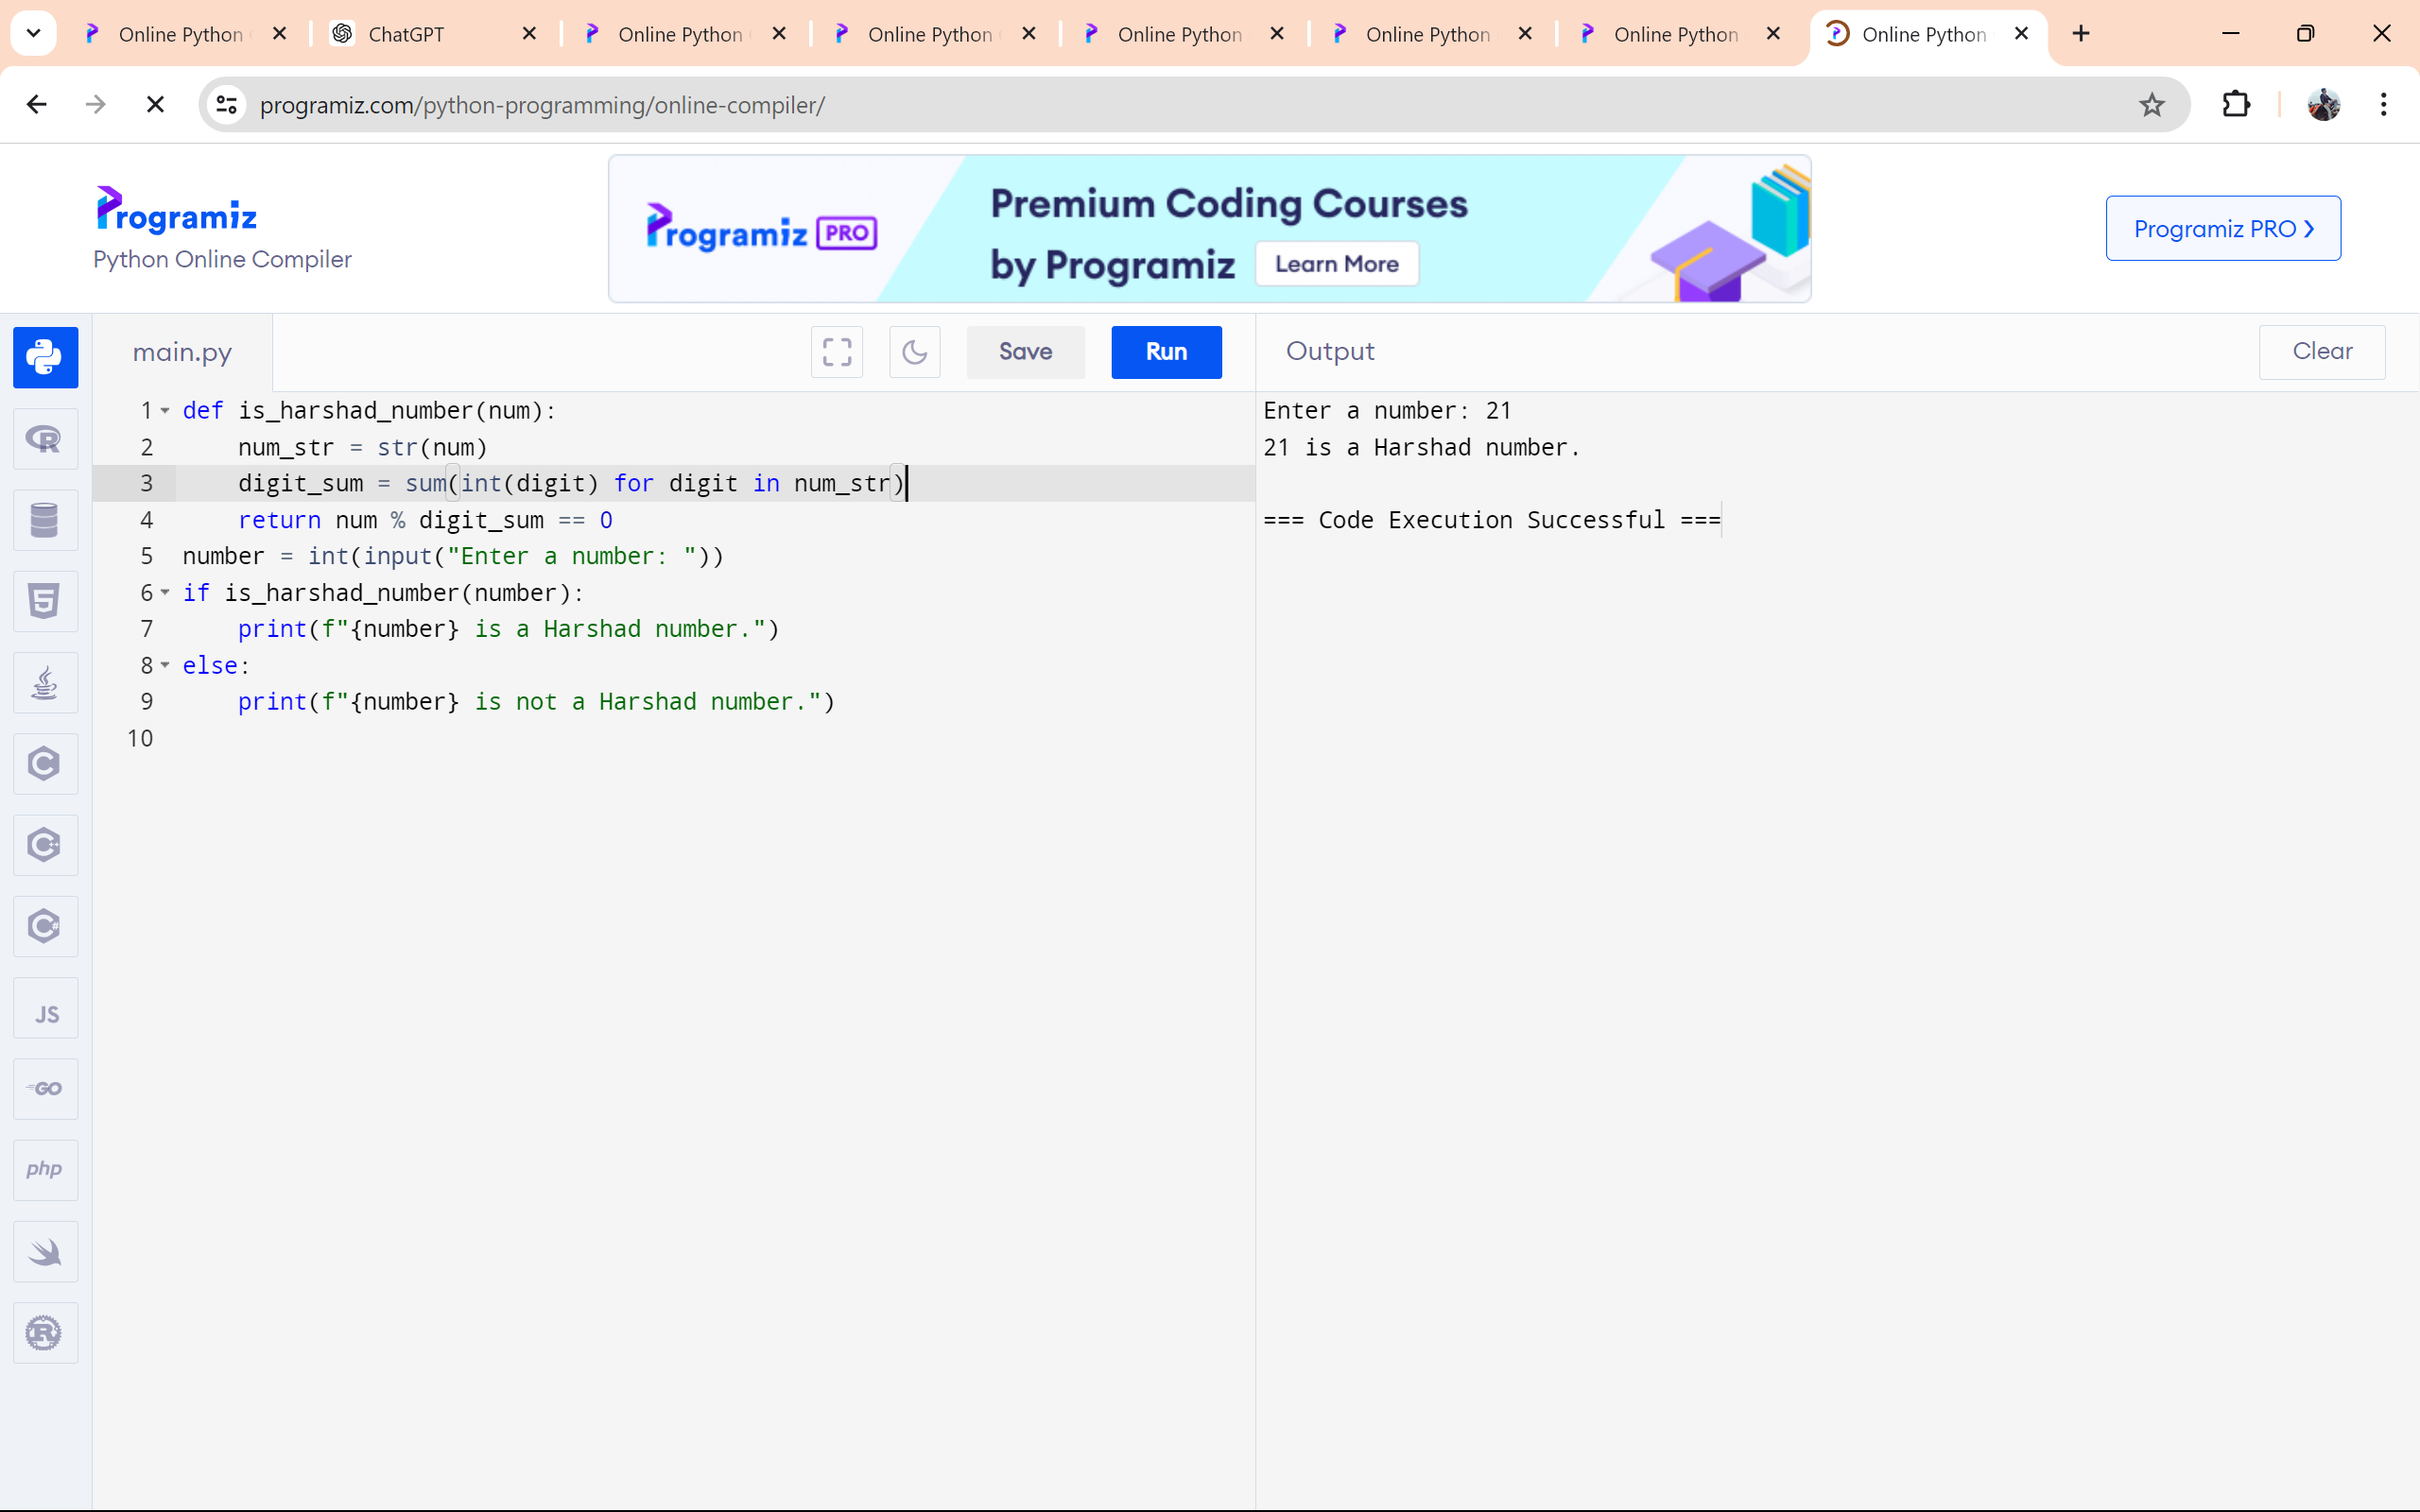 Online Python
ChatGPT
Online Python
Online Python
Online Python
Online Python
Online Python
Online Python
programiz.com/python-programming/online-compiler/
Programiz
Python Online Compiler
Programiz PRO
Premium Coding Courses
by Programiz
Learn More
Programiz PRO ❯
main.py
Save
Run
Output
Clear
1 def is_harshad_number(num):
2     num_str = str(num)
3     digit_sum = sum(int(digit) for digit in num_str)
4     return num % digit_sum == 0
5 number = int(input("Enter a number: "))
6 if is_harshad_number(number):
7     print(f"{number} is a Harshad number.")
8 else:
9     print(f"{number} is not a Harshad number.")
10
Enter a number: 21
21 is a Harshad number.
=== Code Execution Successful ===
R
5
C
C++
C#
JS
GO
php
R